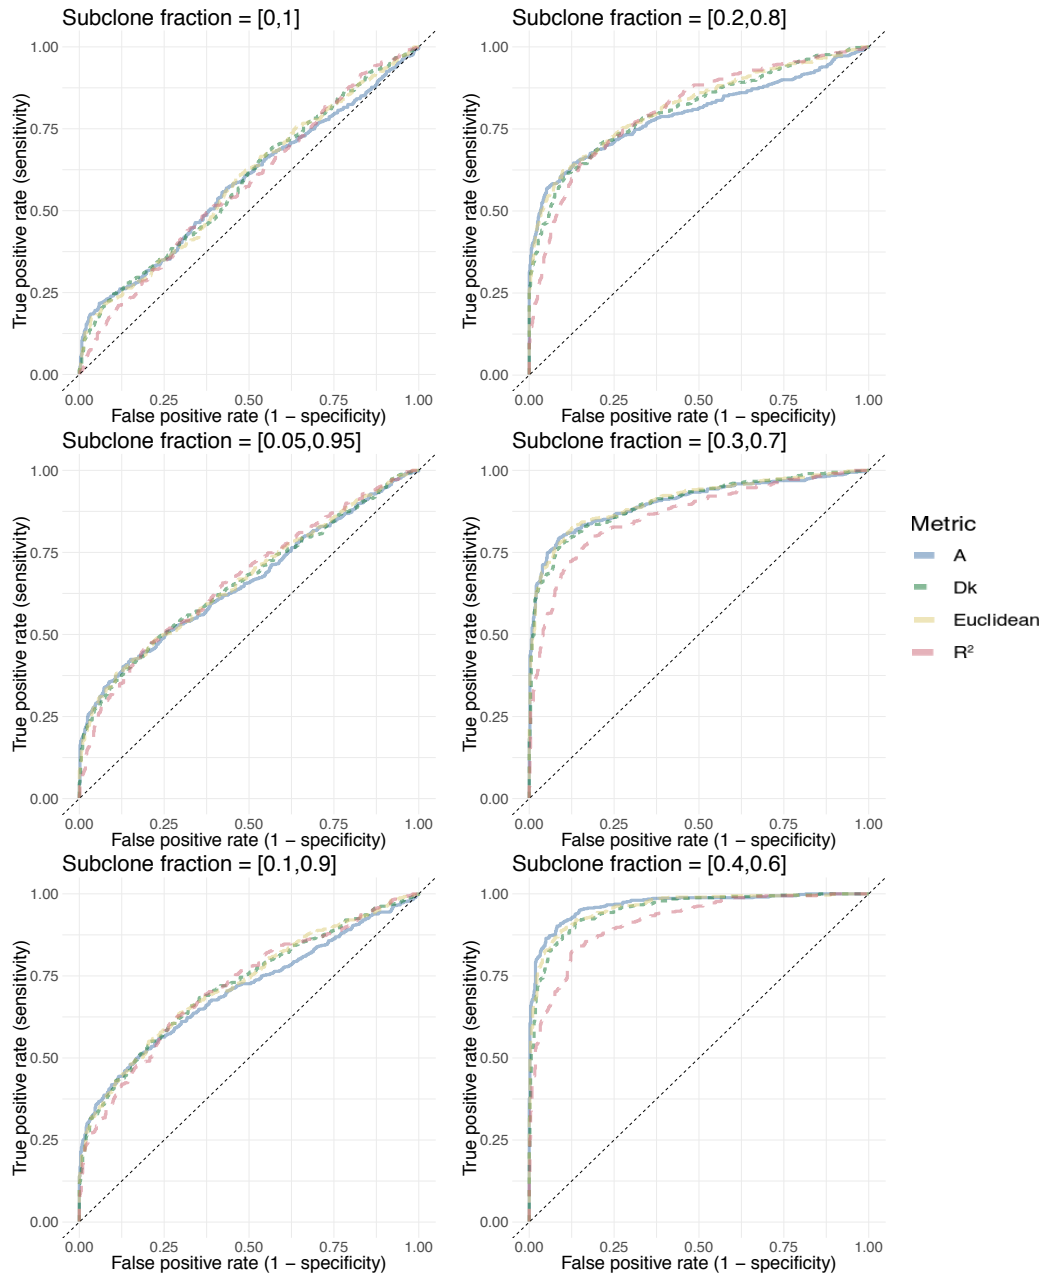 Subclone fraction = [0,1]
True positive rate (sensitivity)
1.00
0.75
0.50
0.25
0.00
0.00 0.25 0.50 0.75 1.00
False positive rate (1 − specificity)
Subclone fraction = [0.2,0.8]
True positive rate (sensitivity)
1.00
0.75
0.50
0.25
0.00
0.00 0.25 0.50 0.75 1.00
False positive rate (1 − specificity)
Subclone fraction = [0.05,0.95]
True positive rate (sensitivity)
1.00
0.75
0.50
0.25
0.00
0.00 0.25 0.50 0.75 1.00
False positive rate (1 − specificity)
Subclone fraction = [0.3,0.7]
True positive rate (sensitivity)
1.00
0.75
0.50
0.25
0.00
0.00 0.25 0.50 0.75 1.00
False positive rate (1 − specificity)
Metric
A
Dk
Euclidean
R²
Subclone fraction = [0.1,0.9]
True positive rate (sensitivity)
1.00
0.75
0.50
0.25
0.00
0.00 0.25 0.50 0.75 1.00
False positive rate (1 − specificity)
Subclone fraction = [0.4,0.6]
True positive rate (sensitivity)
1.00
0.75
0.50
0.25
0.00
0.00 0.25 0.50 0.75 1.00
False positive rate (1 − specificity)